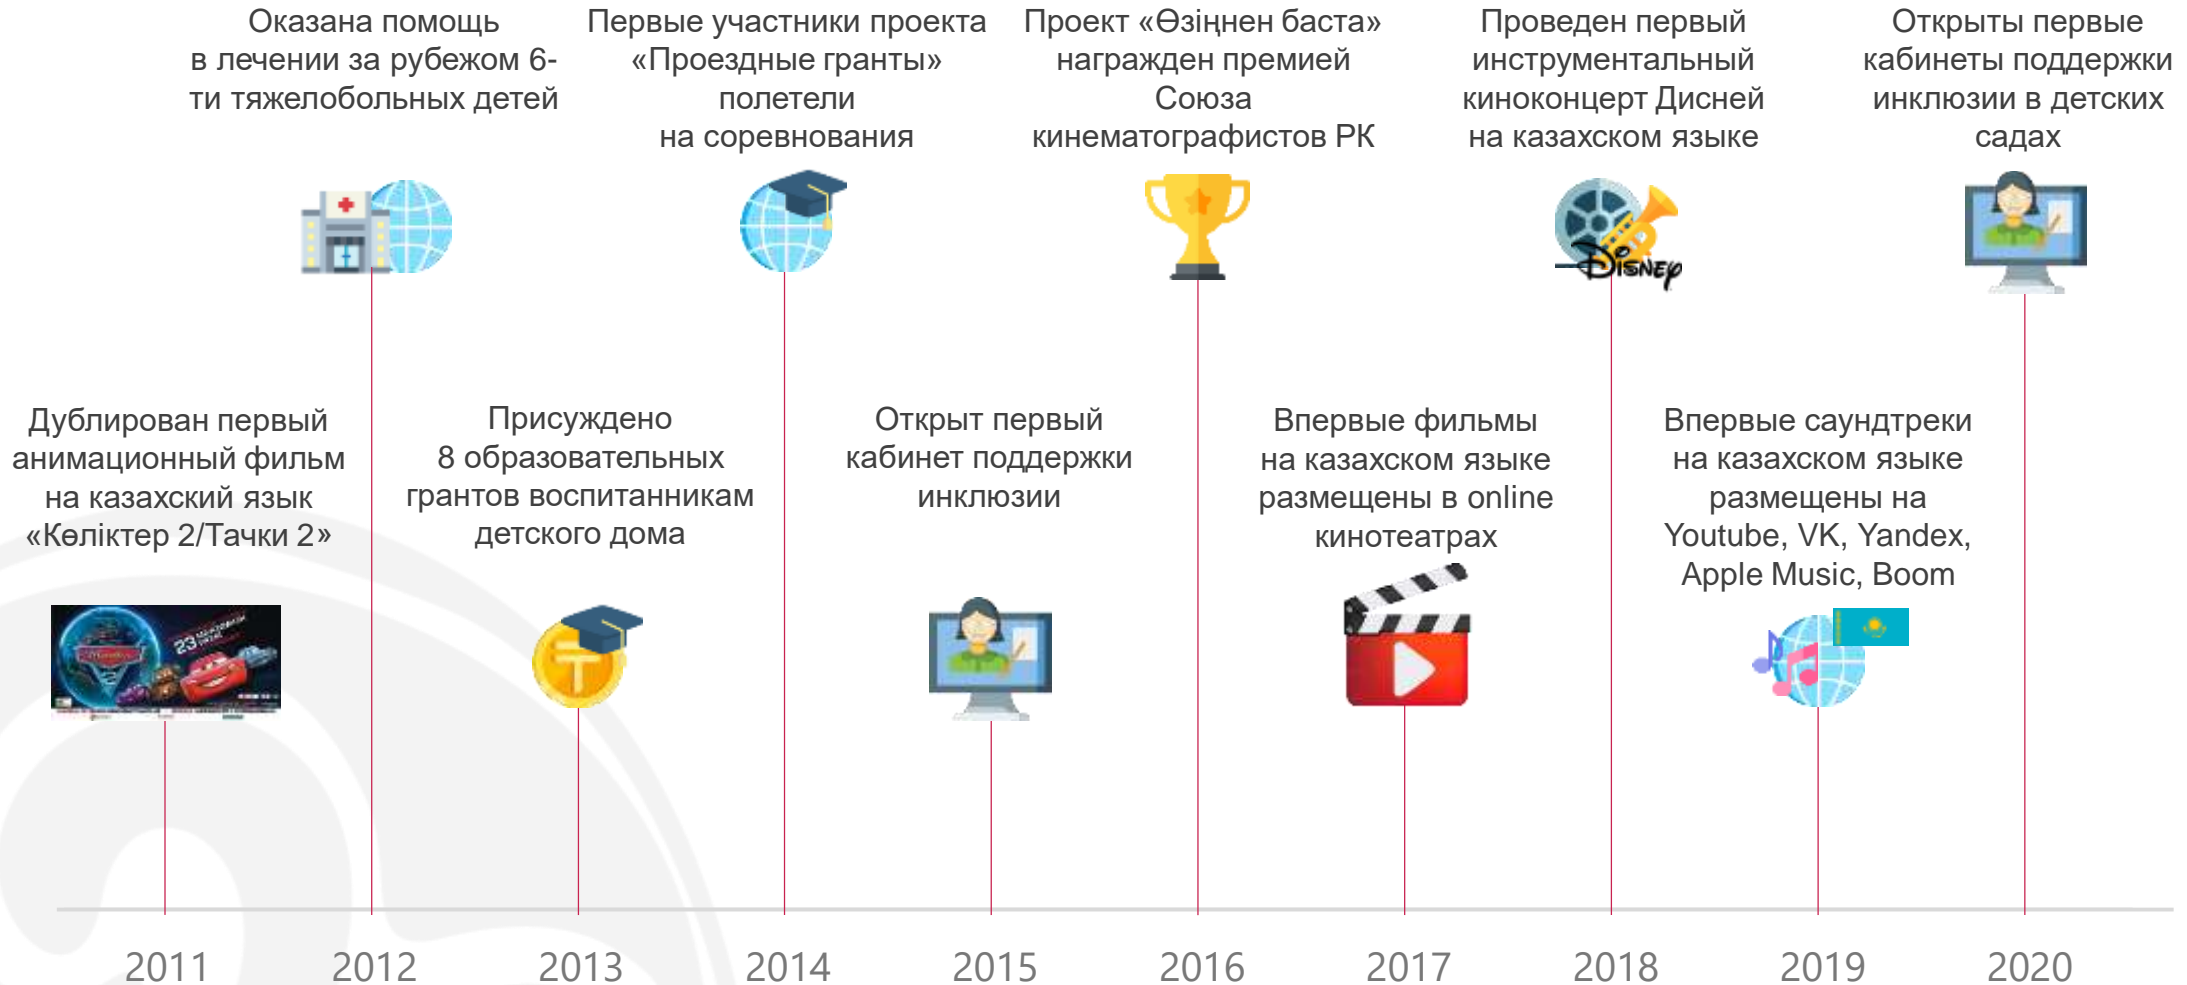 Оказана помощь
в лечении за рубежом 6-
ти тяжелобольных детей
Первые участники проекта
«Проездные гранты»
полетели
на соревнования
Проект «Өзіңнен баста»
награжден премией
Союза
кинематографистов РК
Проведен первый
инструментальный
киноконцерт Дисней
на казахском языке
Открыты первые
кабинеты поддержки
инклюзии в детских
садах
DISNEY
Дублирован первый
анимационный фильм
на казахский язык
«Көліктер 2/Тачки 2»
Присуждено
8 образовательных
грантов воспитанникам
детского дома
Открыт первый
кабинет поддержки
инклюзии
Впервые фильмы
на казахском языке
размещены в online
кинотеатрах
Впервые саундтреки
на казахском языке
размещены на
Youtube, VK, Yandex,
Apple Music, Boom
23
2011
2012
2013
2014
2015
2016
2017
2018
2019
2020